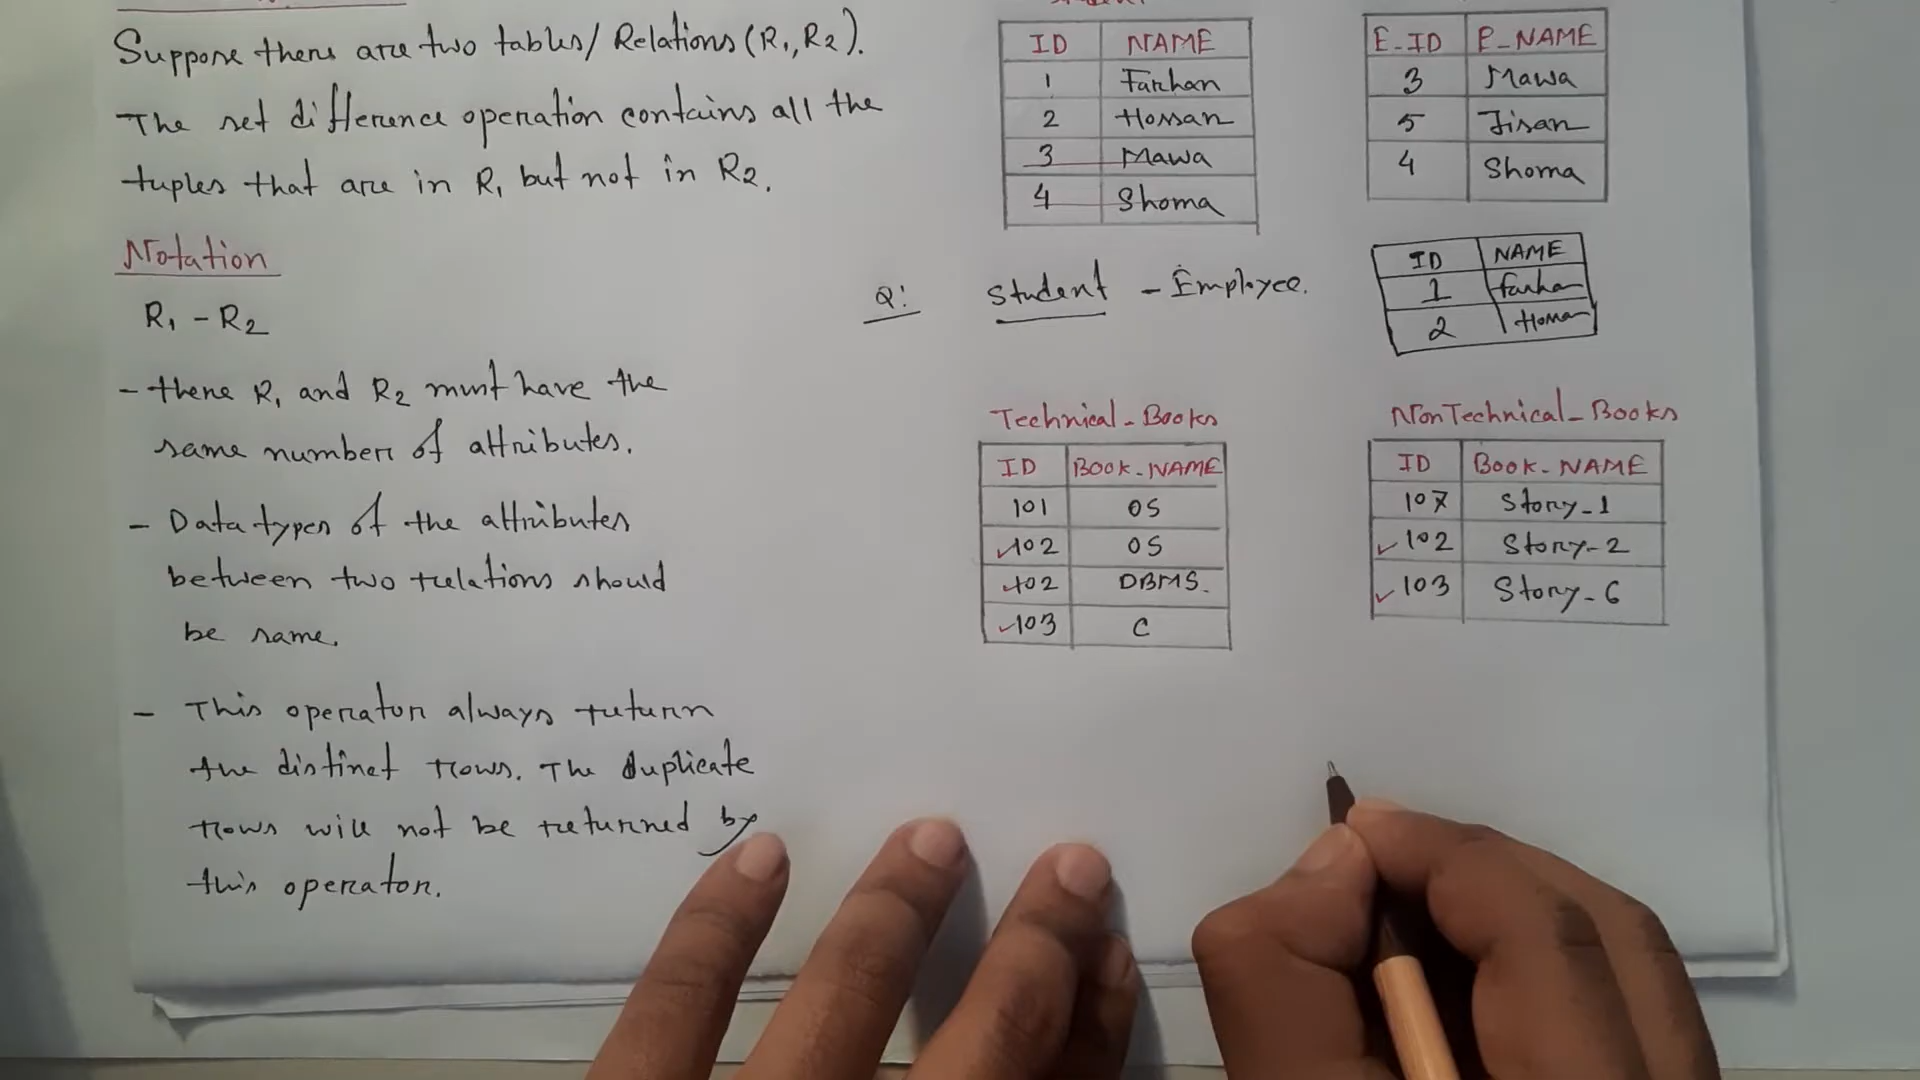 Suppose there are two tables/ Relations (R1, R2).
The set difference operation contains all the
tuples that are in R1 but not in R2.
Notation
R1 - R2
- there R1 and R2 must have the
same number of attributes.
- Data types of the attributes
between two relations should
be same.
- This operator always return
the distinct rows. The duplicate
rows will not be returned by
this operator.
ID NAME
1 Farhan
2 Hossan
3 Mawa
4 Shoma
E_ID E_NAME
3 Mawa
5 Jisan
4 Shoma
Q: Student - Employee.
ID NAME
1 Farhan
2
Technical_Books
ID BOOK_NAME
101 OS
102 OS
102 DBMS.
103 C
NonTechnical_Books
ID BOOK_NAME
107 Story_1
102 Story_2
103 Story_6